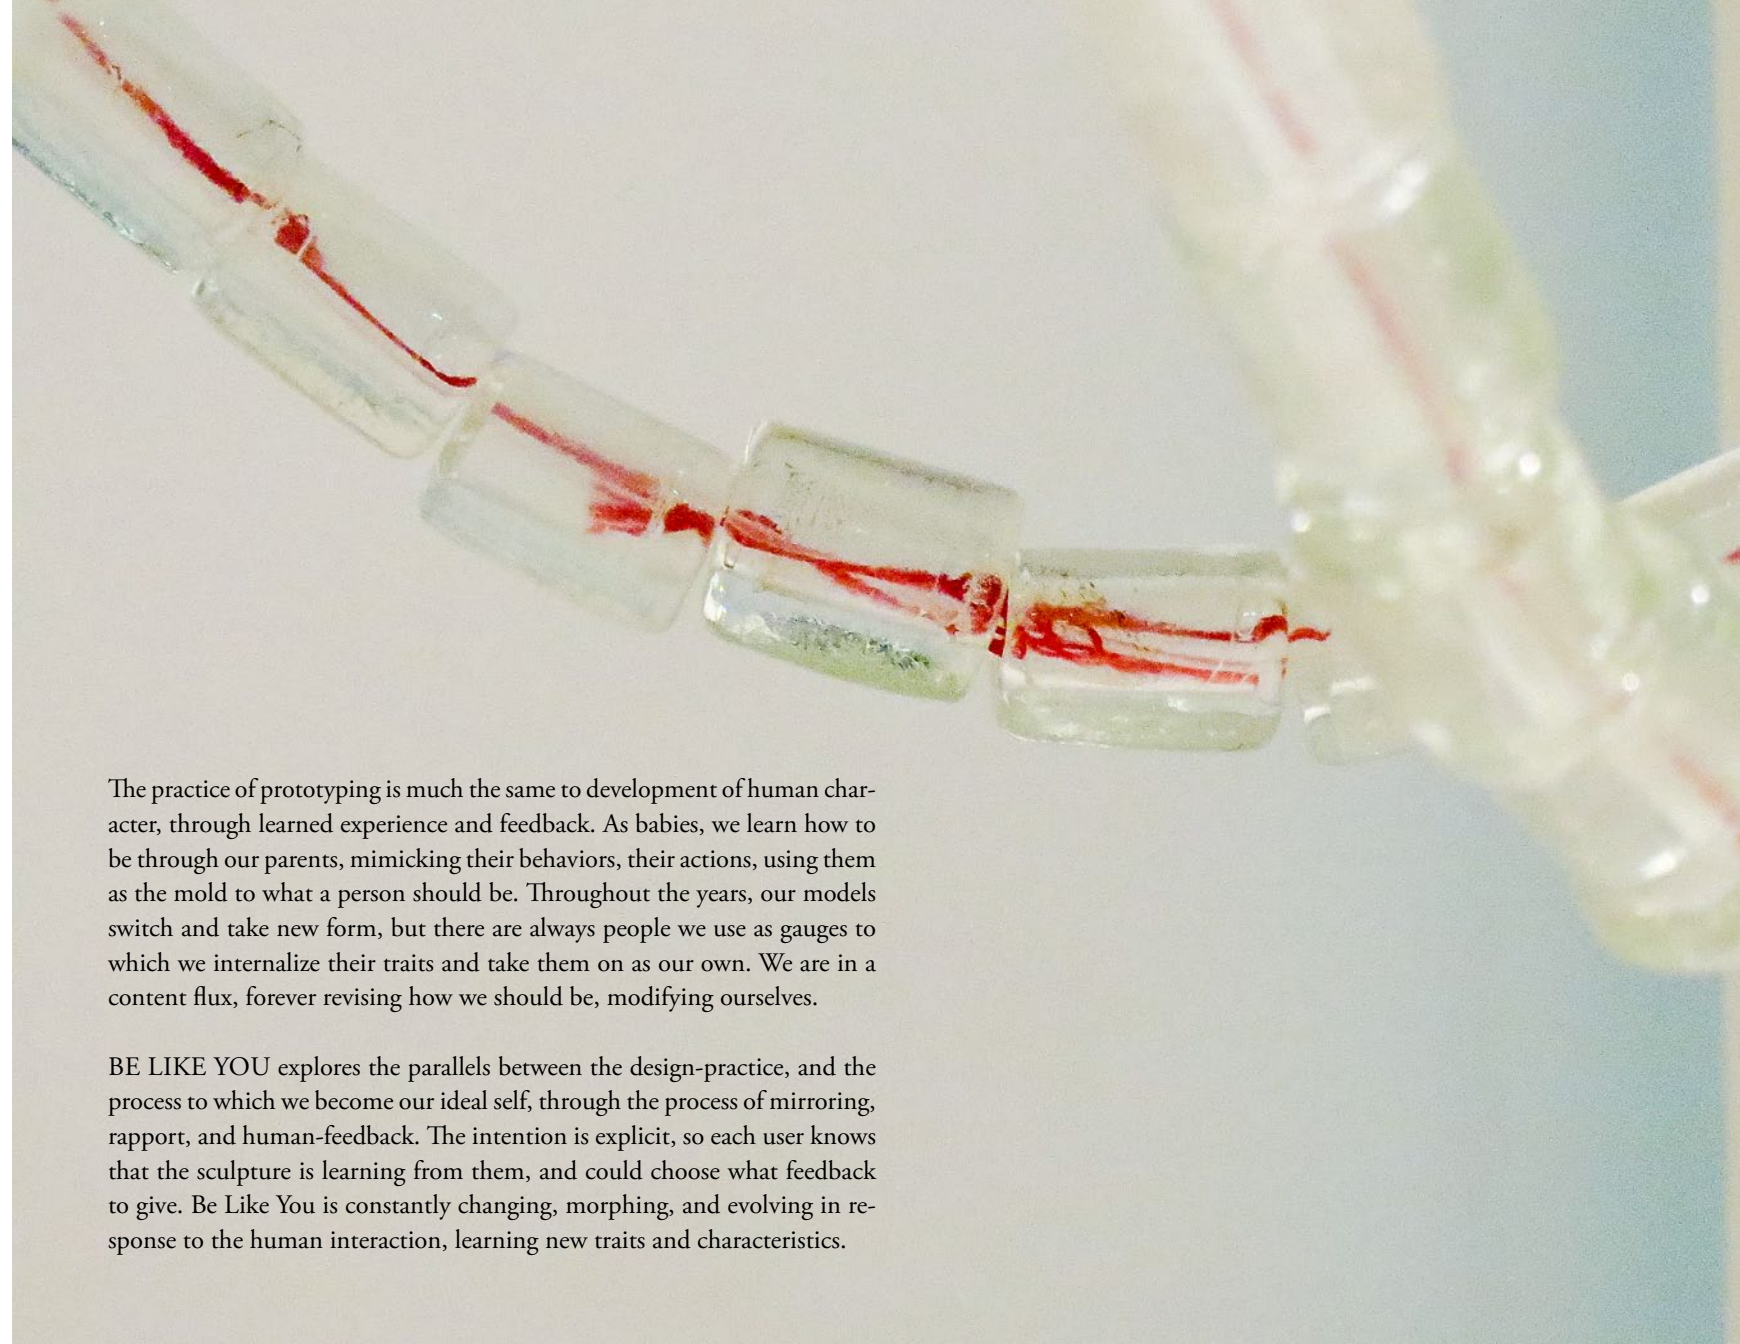 The practice of prototyping is much the same to development of human char-
acter, through learned experience and feedback. As babies, we learn how to
be through our parents, mimicking their behaviors, their actions, using them
as the mold to what a person should be. Throughout the years, our models
switch and take new form, but there are always people we use as gauges to
which we internalize their traits and take them on as our own. We are in a
content flux, forever revising how we should be, modifying ourselves.
BE LIKE YOU explores the parallels between the design-practice, and the
process to which we become our ideal self, through the process of mirroring,
rapport, and human-feedback. The intention is explicit, so each user knows
that the sculpture is learning from them, and could choose what feedback
to give. Be Like You is constantly changing, morphing, and evolving in re-
sponse to the human interaction, learning new traits and characteristics.